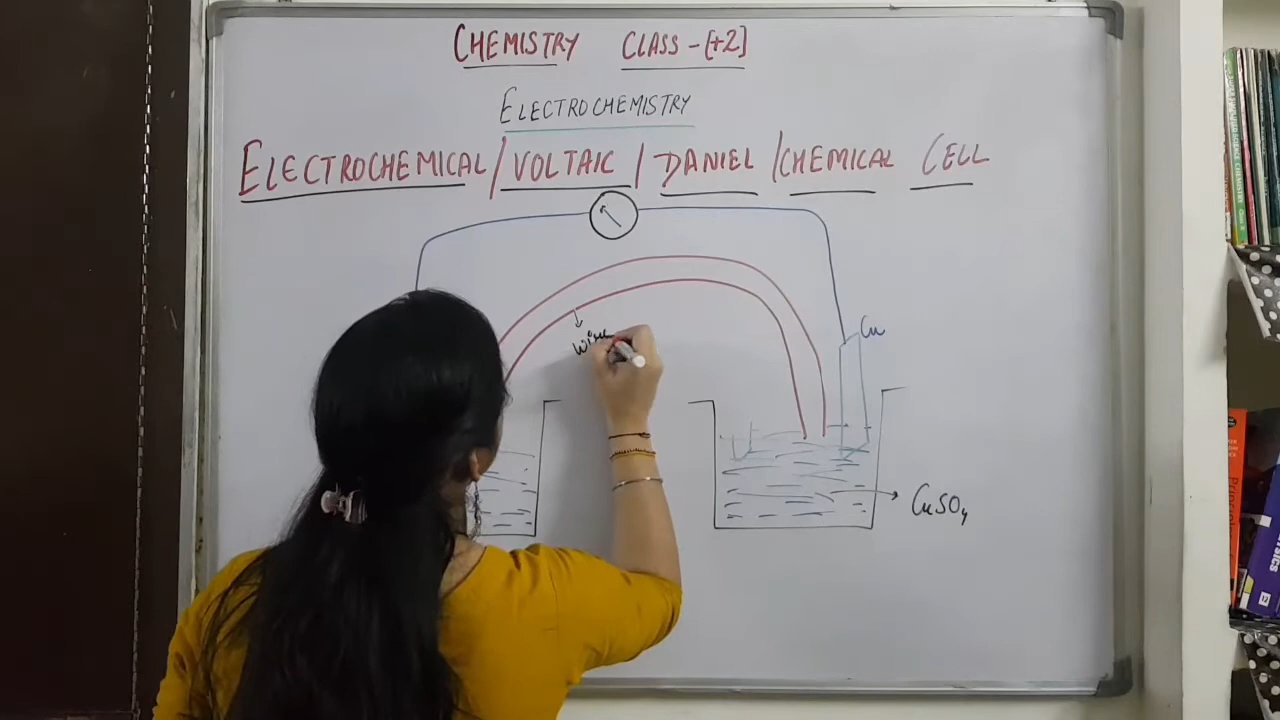 CHEMISTRY CLASS-[+2]
ELECTROCHEMISTRY
ELECTROCHEMICAL/VOLTAIC/DANIEL/CHEMICAL CELL
Cu
CuSO4